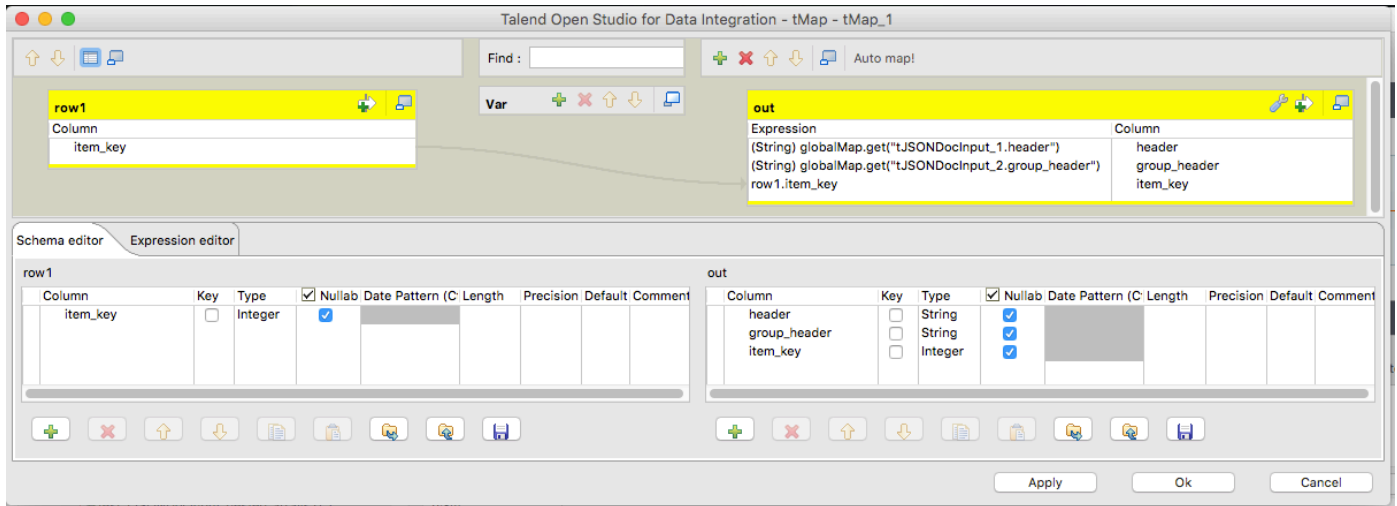 Talend Open Studio for Data Integration - tMap - tMap_1
Find :
Auto map!
row1
Column
item_key
Var
out
Expression Column
(String) globalMap.get("tJSONDocInput_1.header") header
(String) globalMap.get("tJSONDocInput_2.group_header") group_header
row1.item_key item_key
Schema editor Expression editor
row1
Column Key Type Nullab Date Pattern (C Length Precision Default Comment
item_key Integer
out
Column Key Type Nullab Date Pattern (C Length Precision Default Comment
header String
group_header String
item_key Integer
Apply Ok Cancel